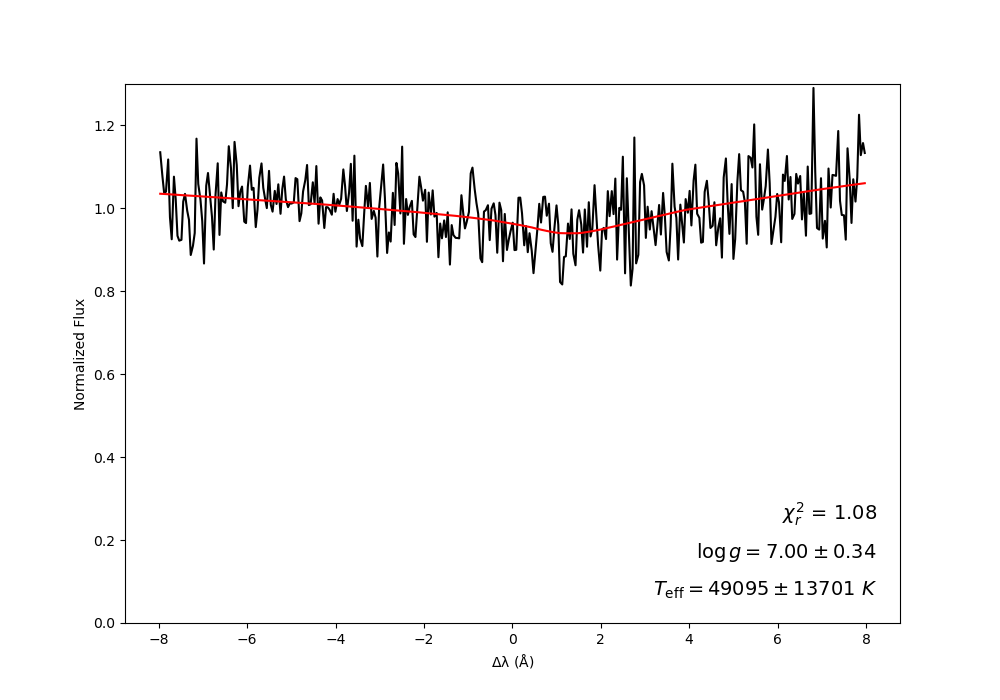 1.2
1.0
0.8
0.6
0.4
0.2
0.0
Normalized Flux
χ²ᵣ = 1.08
log g = 7.00 ± 0.34
T_eff = 49095 ± 13701 K
−8 −6 −4 −2 0 2 4 6 8
Δλ (Å)